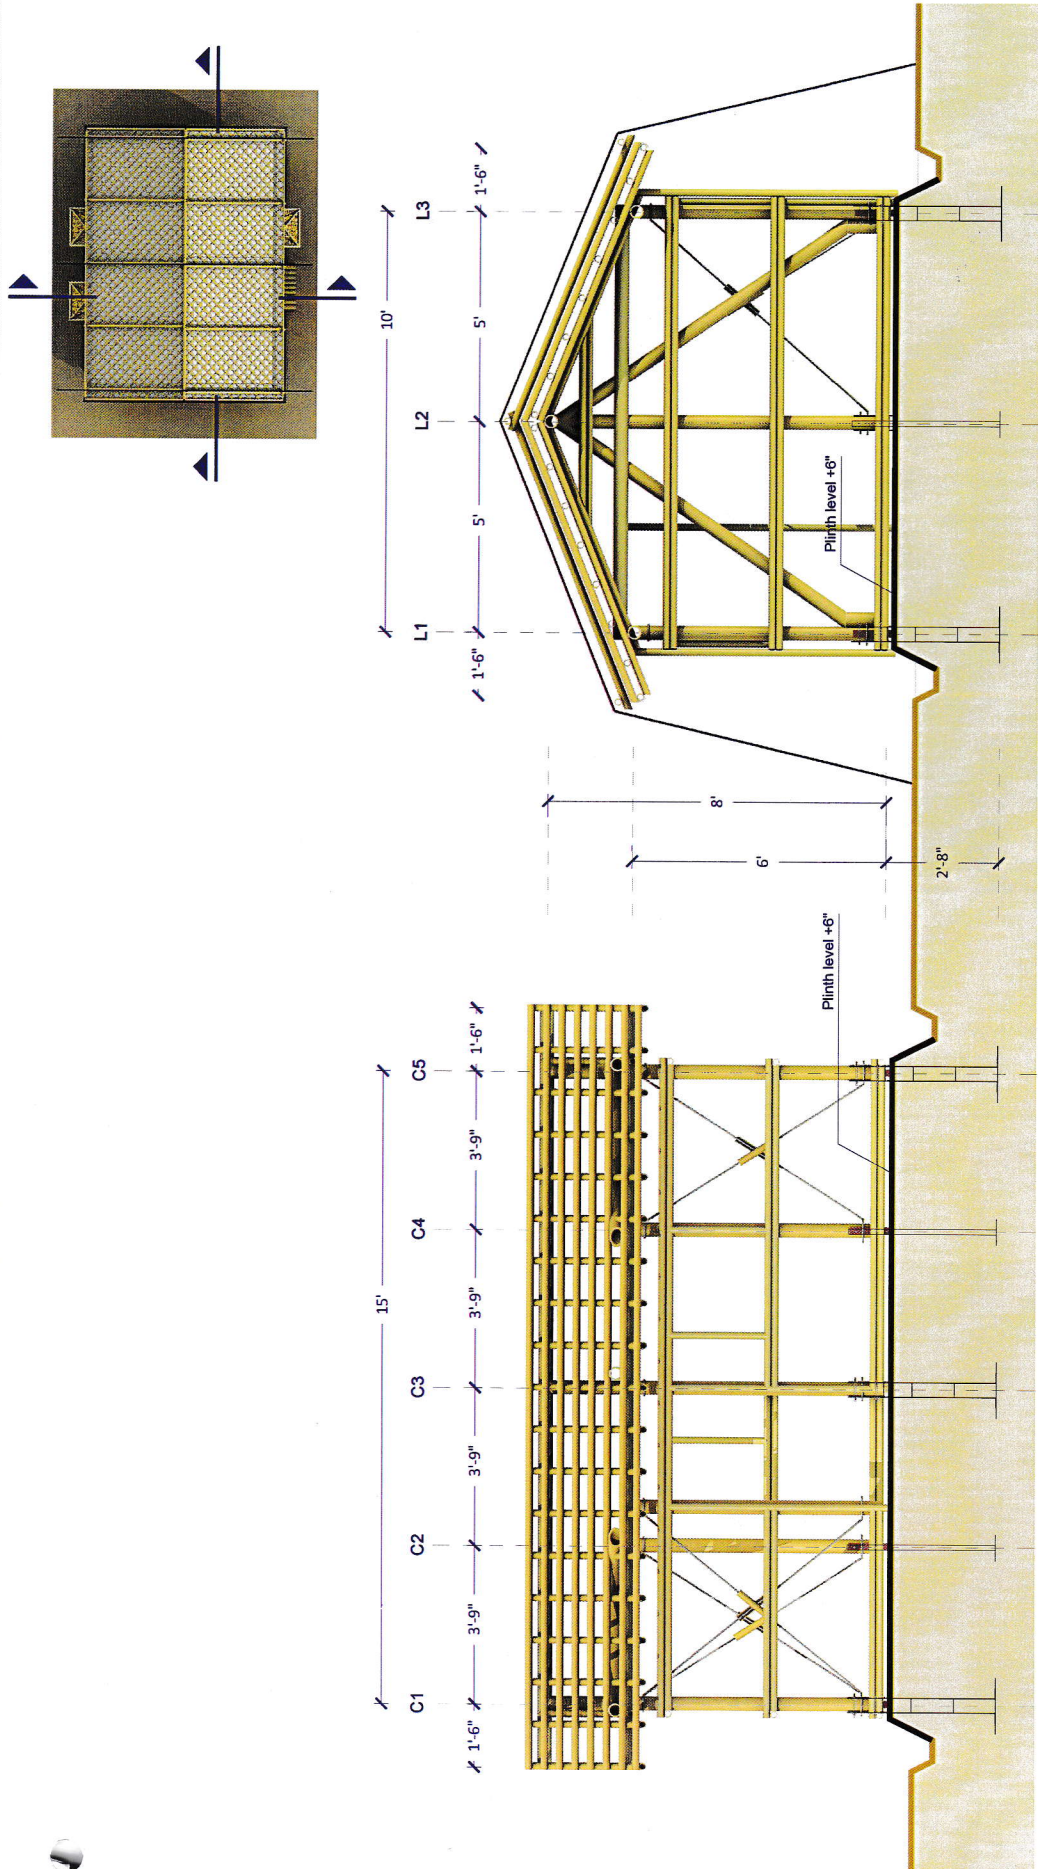 1'-6"
10'
5'
5'
1'-6"
L1
L2
L3
Plinth level +6"
8'
6'
2'-8"
15'
1'-6"
3'-9"
3'-9"
3'-9"
3'-9"
1'-6"
C1
C2
C3
C4
C5
Plinth level +6"